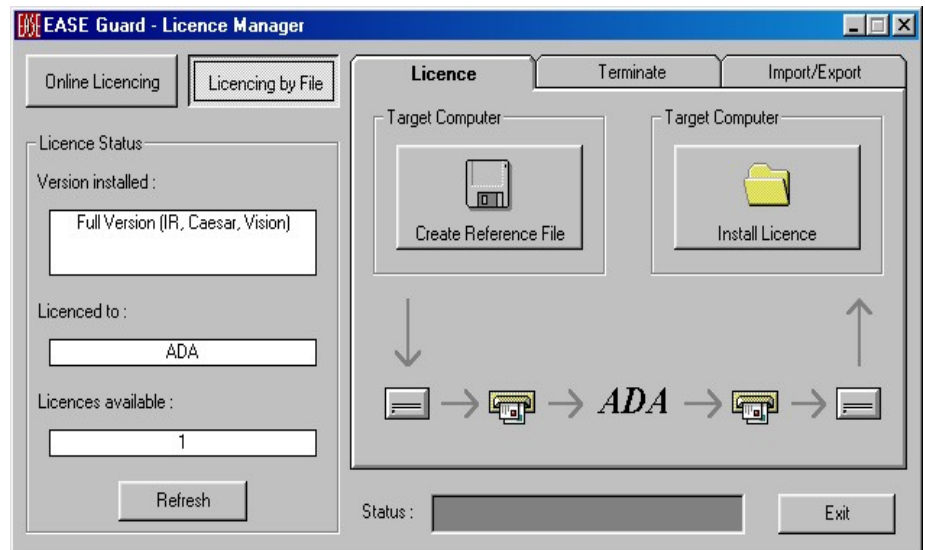 EASE EASE Guard - Licence Manager
Online Licencing
Licencing by File
Licence Status
Version installed :
Full Version (IR, Caesar, Vision)
Licenced to :
ADA
Licences available :
1
Refresh
Licence
Terminate
Import/Export
Target Computer
Create Reference File
Target Computer
Install Licence
ADA
Status :
Exit